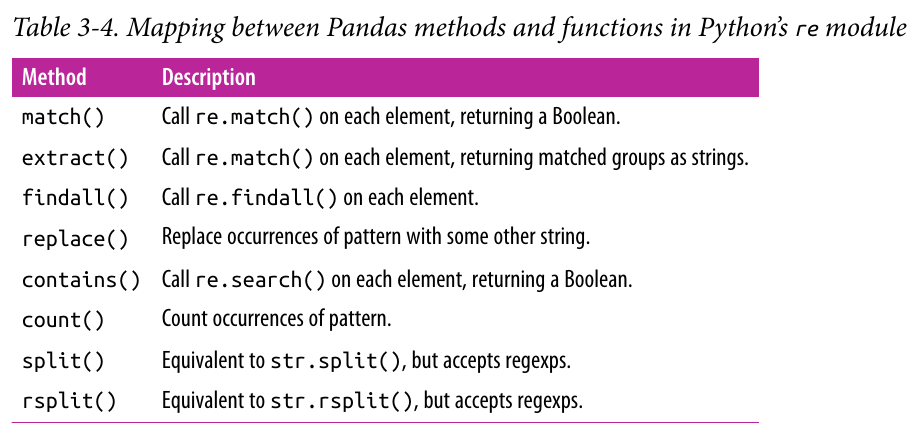 Table 3-4. Mapping between Pandas methods and functions in Python’s re module
Method Description
match() Call re.match() on each element, returning a Boolean.
extract() Call re.match() on each element, returning matched groups as strings.
findall() Call re.findall() on each element.
replace() Replace occurrences of pattern with some other string.
contains() Call re.search() on each element, returning a Boolean.
count() Count occurrences of pattern.
split() Equivalent to str.split(), but accepts regexps.
rsplit() Equivalent to str.rsplit(), but accepts regexps.